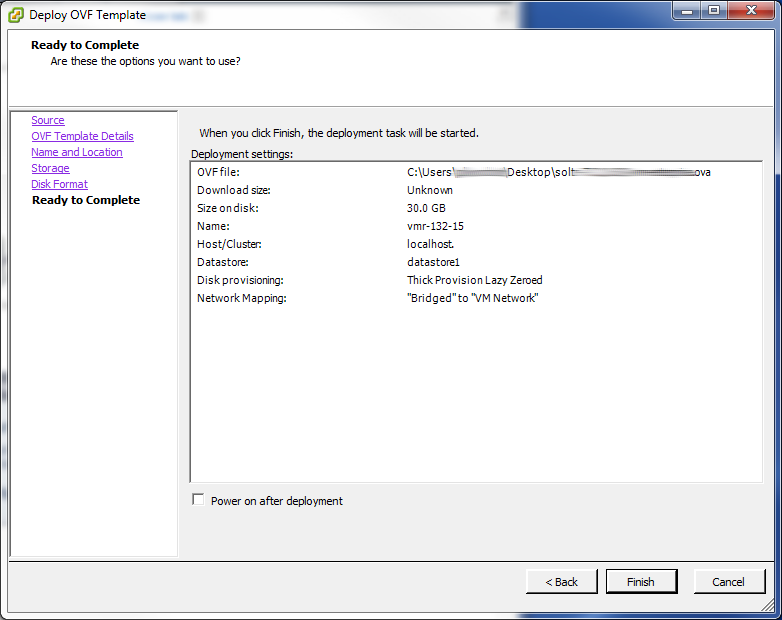 Deploy OVF Template
Ready to Complete
Are these the options you want to use?
Source
OVF Template Details
Name and Location
Storage
Disk Format
Ready to Complete
When you click Finish, the deployment task will be started.
Deployment settings:
OVF file: C:\Users\ Desktop\solt ova
Download size: Unknown
Size on disk: 30.0 GB
Name: vmr-132-15
Host/Cluster: localhost.
Datastore: datastore1
Disk provisioning: Thick Provision Lazy Zeroed
Network Mapping: "Bridged" to "VM Network"
Power on after deployment
< Back Finish Cancel